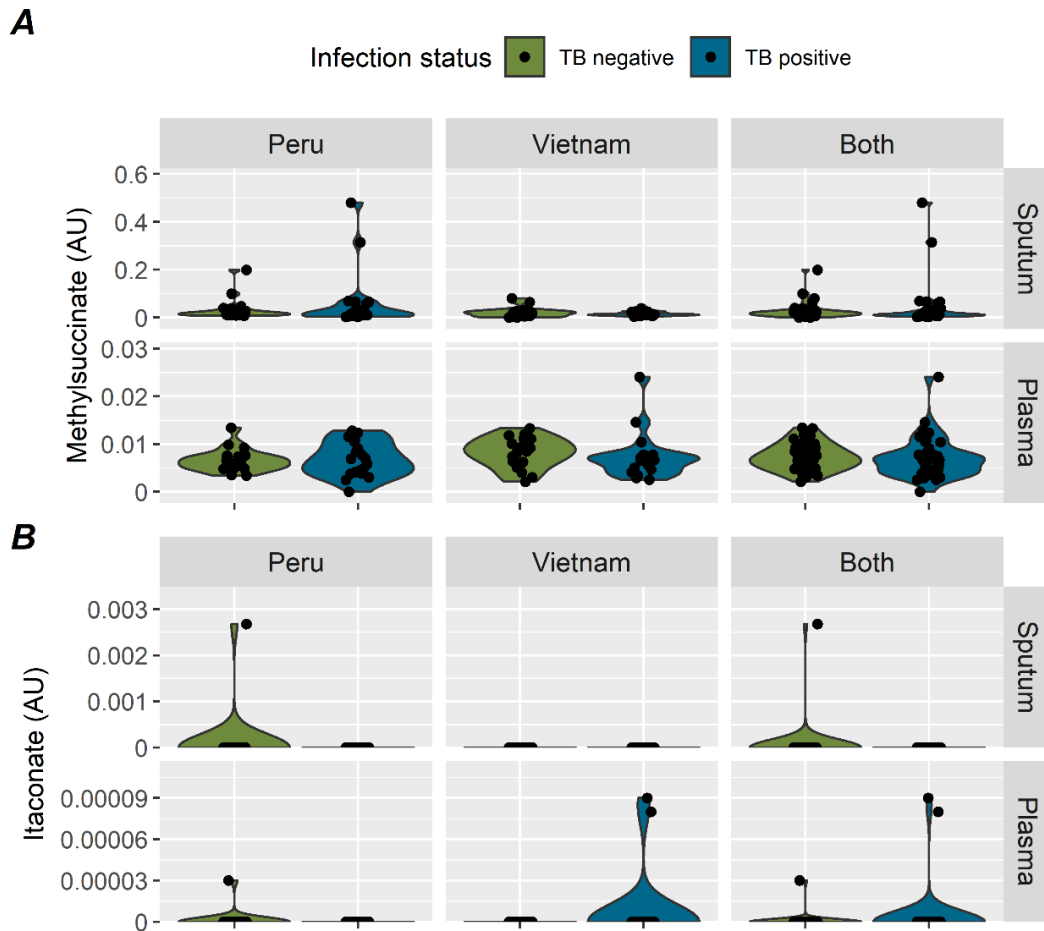 A
Infection status TB negative TB positive
Peru Vietnam Both
Methylsuccinate (AU)
0.6
0.4
0.2
0
Sputum
0.03
0.02
0.01
0
Plasma
B
Peru Vietnam Both
Itaconate (AU)
0.003
0.002
0.001
0
Sputum
0.00009
0.00006
0.00003
0
Plasma